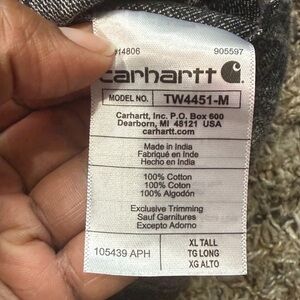 #14806 905597
carhartt
MODEL NO. TW4451-M
Carhartt, Inc. P.O. Box 600
Dearborn, MI 48121 USA
carhartt.com
Made in India
Fabriqué en Inde
Hecho en India
100% Cotton
100% Coton
100% Algodón
Exclusive Trimming
Sauf Garnitures
Excepto Adorno
105439 APH
XL TALL
TG LONG
XG ALTO